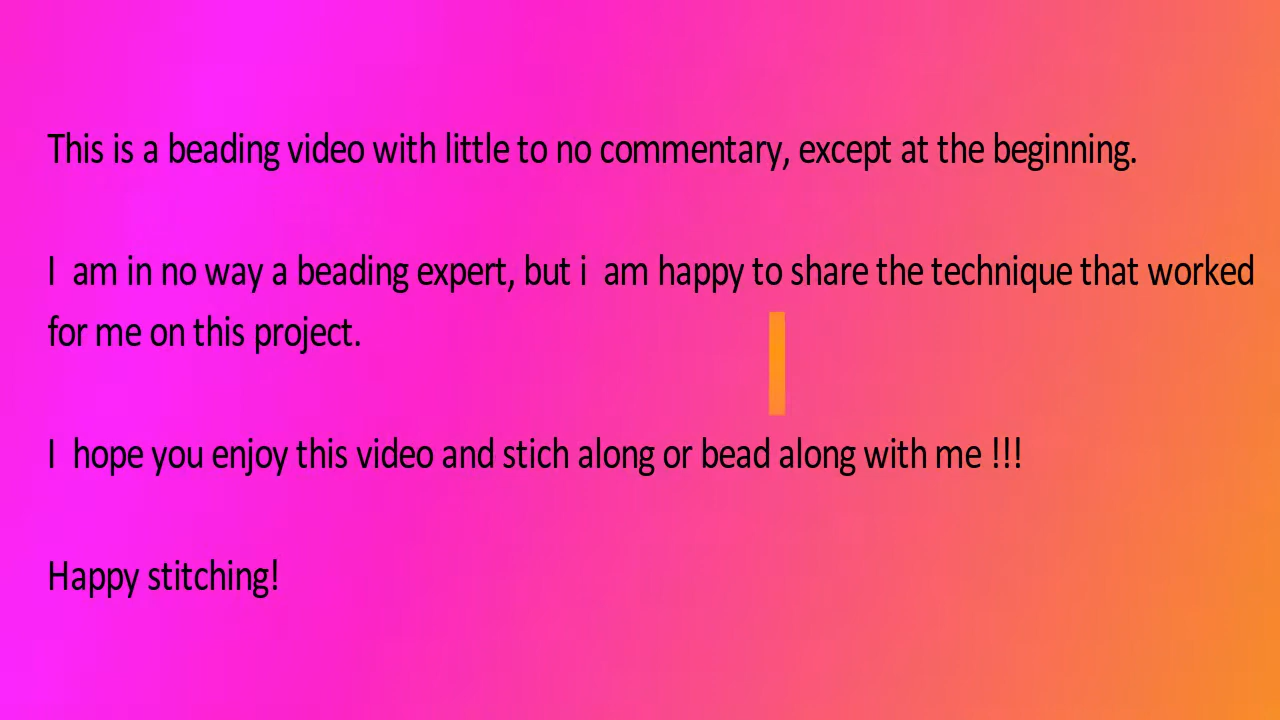 This is a beading video with little to no commentary, except at the beginning.
I  am in no way a beading expert, but i  am happy to share the technique that worked
for me on this project.
I  hope you enjoy this video and stich along or bead along with me !!!
Happy stitching!